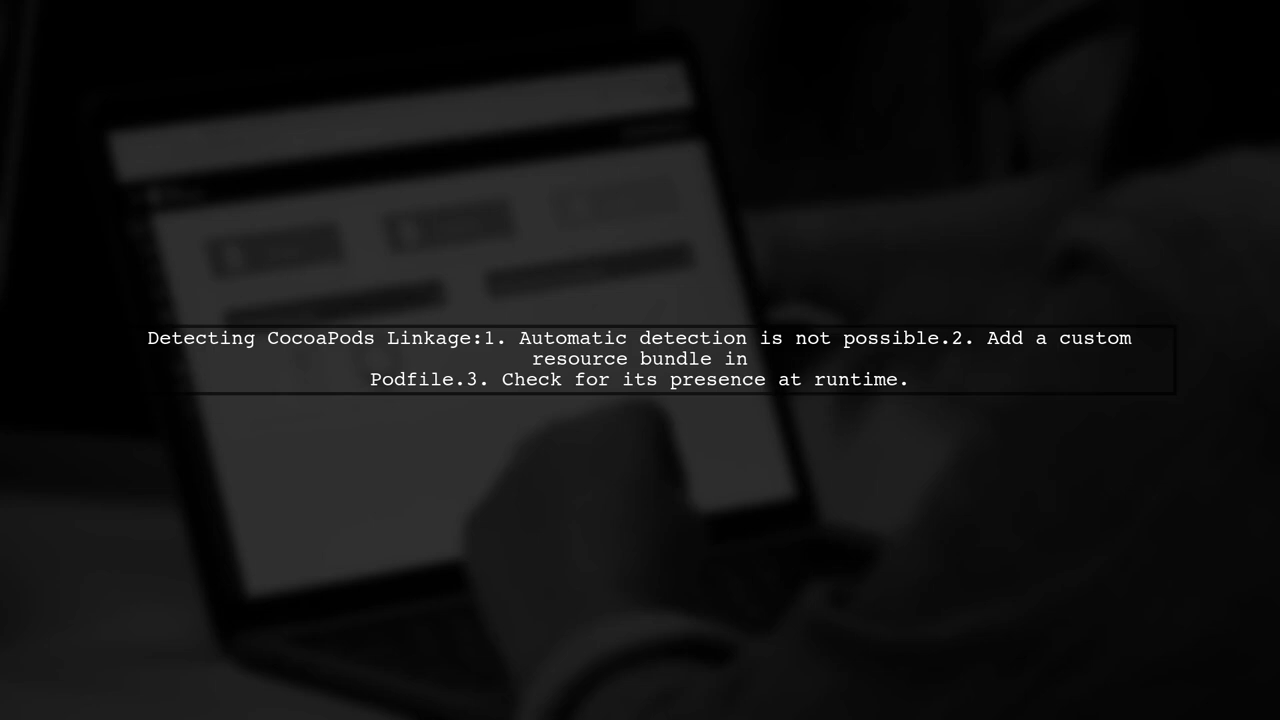 Detecting CocoaPods Linkage:1. Automatic detection is not possible.2. Add a custom
resource bundle in
Podfile.3. Check for its presence at runtime.